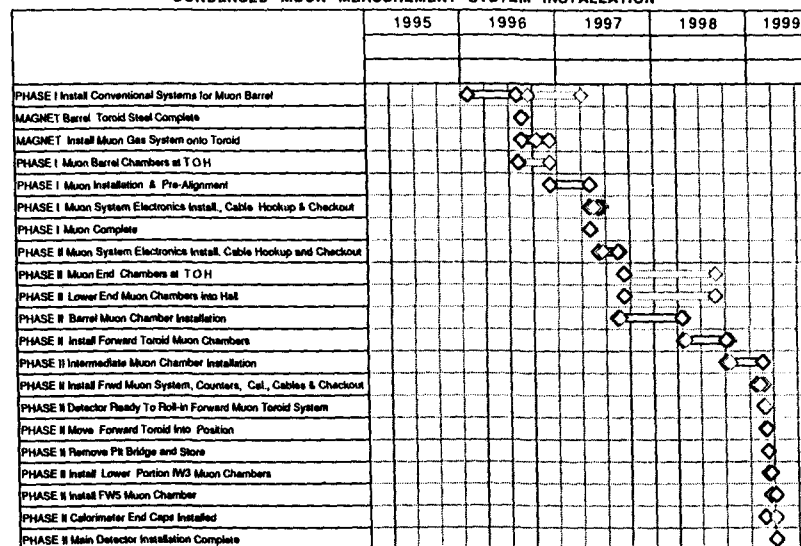 CONDENSED MUON MEASUREMENT SYSTEM INSTALLATION
1995 1996 1997 1998 1999
PHASE I Install Conventional Systems for Muon Barrel
MAGNET Barrel Toroid Steel Complete
MAGNET Install Muon Gas System onto Toroid
PHASE I Muon Barrel Chambers at T O H
PHASE I Muon Installation & Pre-Alignment
PHASE I Muon System Electronics Install., Cable Hookup & Checkout
PHASE I Muon Complete
PHASE II Muon System Electronics Install. Cable Hookup and Checkout
PHASE II Muon End Chambers at T O H
PHASE II Lower End Muon Chambers into Hall
PHASE II Barrel Muon Chamber Installation
PHASE II Install Forward Toroid Muon Chambers
PHASE II Intermediate Muon Chamber Installation
PHASE II Install Frwd Muon System, Counters, Cal., Cables & Checkout
PHASE II Detector Ready To Roll-in Forward Muon Toroid System
PHASE II Move Forward Toroid Into Position
PHASE II Remove Pit Bridge and Store
PHASE II Install Lower Portion IW3 Muon Chambers
PHASE II Install FW5 Muon Chamber
PHASE II Calorimeter End Caps Installed
PHASE II Main Detector Installation Complete